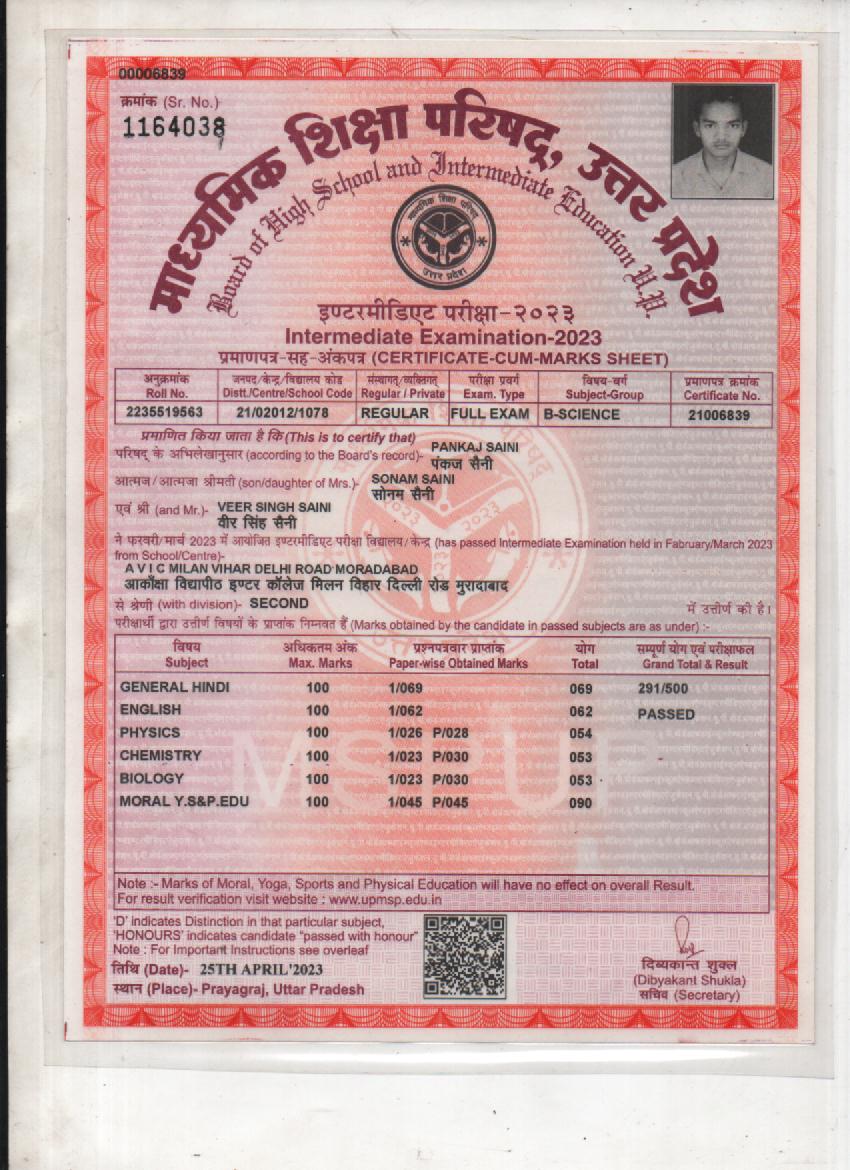 00006839
क्रमांक (Sr. No.)
1164038
माध्यमिक शिक्षा परिषद्, उत्तर प्रदेश
Board of High School and Intermediate Education U.P.
माध्यमिक शिक्षा परिषद
उत्तर प्रदेश
इण्टरमीडिएट परीक्षा-२०२३
Intermediate Examination-2023
प्रमाणपत्र-सह-अंकपत्र (CERTIFICATE-CUM-MARKS SHEET)
अनुक्रमांक जनपद/केन्द्र/विद्यालय कोड संस्थागत/व्यक्तिगत परीक्षा प्रवर्ग विषय-वर्ग प्रमाणपत्र क्रमांक
Roll No. Distt./Centre/School Code Regular / Private Exam. Type Subject-Group Certificate No.
2235519563 21/02012/1078 REGULAR FULL EXAM B-SCIENCE 21006839
प्रमाणित किया जाता है कि (This is to certify that)
परिषद् के अभिलेखानुसार (according to the Board's record)- PANKAJ SAINI
पंकज सैनी
आत्मज/आत्मजा श्रीमती (son/daughter of Mrs.)- SONAM SAINI
सोनम सैनी
एवं श्री (and Mr.)- VEER SINGH SAINI
वीर सिंह सैनी
ने फरवरी/मार्च 2023 में आयोजित इण्टरमीडिएट परीक्षा विद्यालय/केन्द्र (has passed Intermediate Examination held in Fabruary/March 2023
from School/Centre)-
A V I C MILAN VIHAR DELHI ROAD MORADABAD
आकाँक्षा विद्यापीठ इण्टर कॉलेज मिलन विहार दिल्ली रोड मुरादाबाद
से श्रेणी (with division)- SECOND में उत्तीर्ण की है।
परीक्षार्थी द्वारा उत्तीर्ण विषयों के प्राप्तांक निम्नवत हैं (Marks obtained by the candidate in passed subjects are as under) :-
विषय अधिकतम अंक प्रश्नपत्रवार प्राप्तांक योग सम्पूर्ण योग एवं परीक्षाफल
Subject Max. Marks Paper-wise Obtained Marks Total Grand Total & Result
GENERAL HINDI 100 1/069 069 291/500
ENGLISH 100 1/062 062 PASSED
PHYSICS 100 1/026 P/028 054
CHEMISTRY 100 1/023 P/030 053
BIOLOGY 100 1/023 P/030 053
MORAL Y.S&P.EDU 100 1/045 P/045 090
MSPUP
Note :- Marks of Moral, Yoga, Sports and Physical Education will have no effect on overall Result.
For result verification visit website : www.upmsp.edu.in
'D' indicates Distinction in that particular subject,
'HONOURS' indicates candidate "passed with honour"
Note : For Important Instructions see overleaf
तिथि (Date)- 25TH APRIL'2023
स्थान (Place)- Prayagraj, Uttar Pradesh
दिब्यकान्त शुक्ल
(Dibyakant Shukla)
सचिव (Secretary)